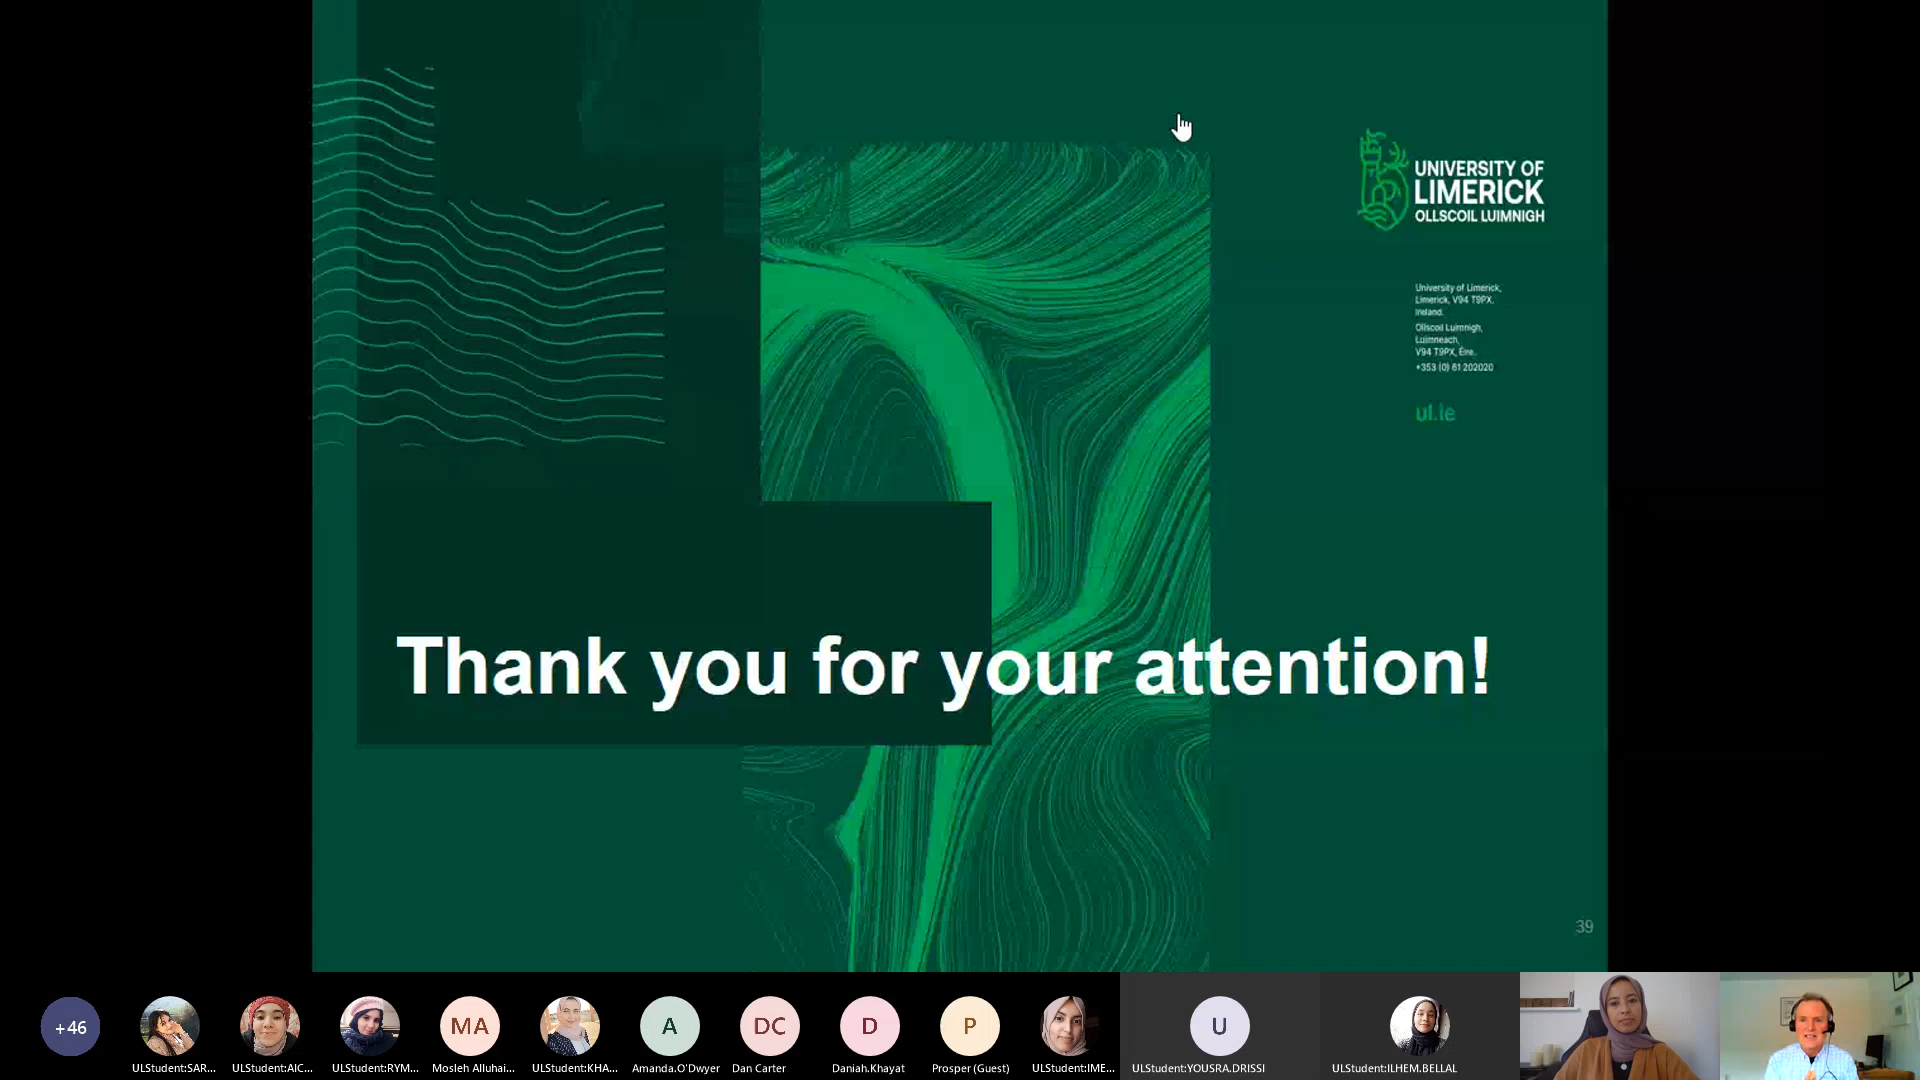 UNIVERSITY OF
LIMERICK
OLLSCOIL LUIMNIGH
University of Limerick,
Limerick, V94 T9PX.
Ireland.
Ollscoil Luimnigh,
Luimneach,
V94 T9PX, Éire.
+353 (0) 61 202020
ul.ie
Thank you for your attention!
39
+46
MA
A
DC
D
P
U
ULStudent:SAR...
ULStudent:AIC...
ULStudent:RYM...
Mosleh Alluhai...
ULStudent:KHA...
Amanda.O'Dwyer
Dan Carter
Daniah.Khayat
Prosper (Guest)
ULStudent:IME...
ULStudent:YOUSRA.DRISSI
ULStudent:ILHEM.BELLAL